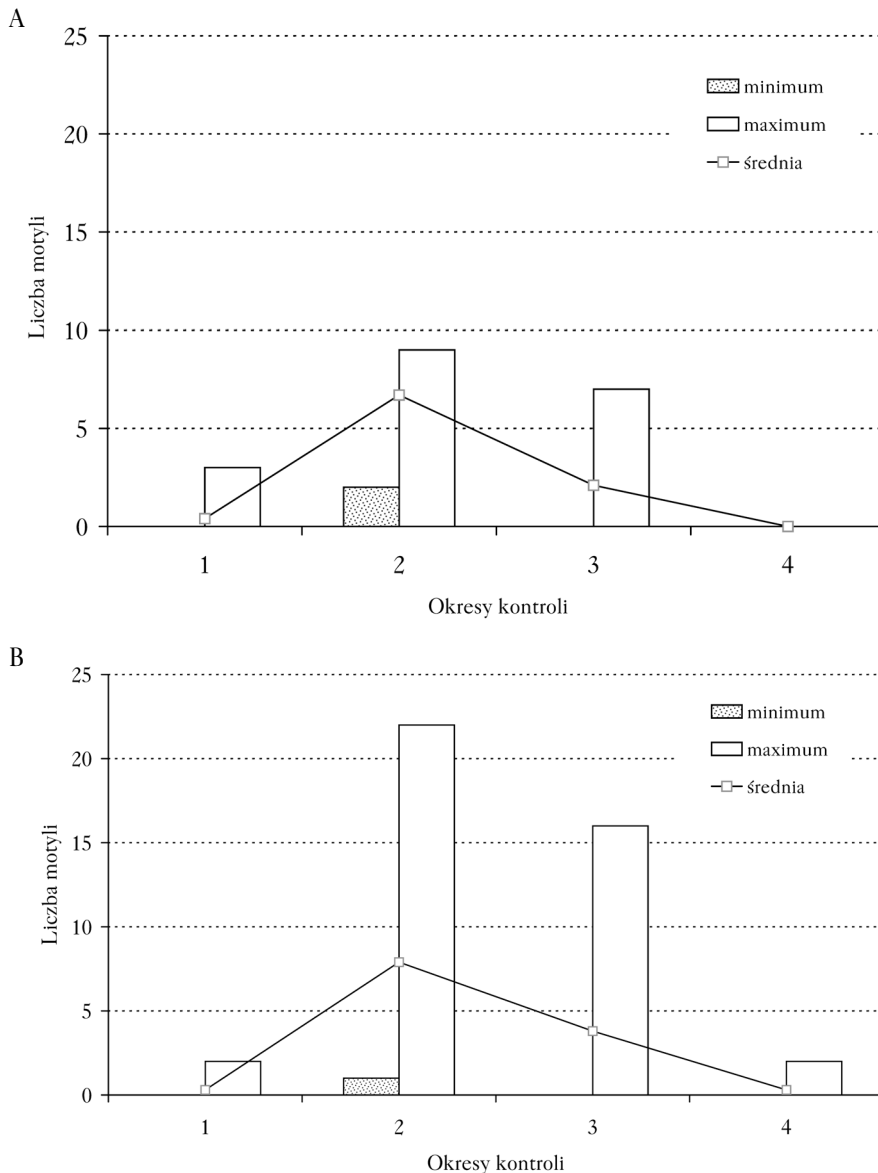 A
25
20
15
10
5
0
Liczba motyli
minimum
maximum
średnia
1 2 3 4
Okresy kontroli
B
25
20
15
10
5
0
Liczba motyli
minimum
maximum
średnia
1 2 3 4
Okresy kontroli